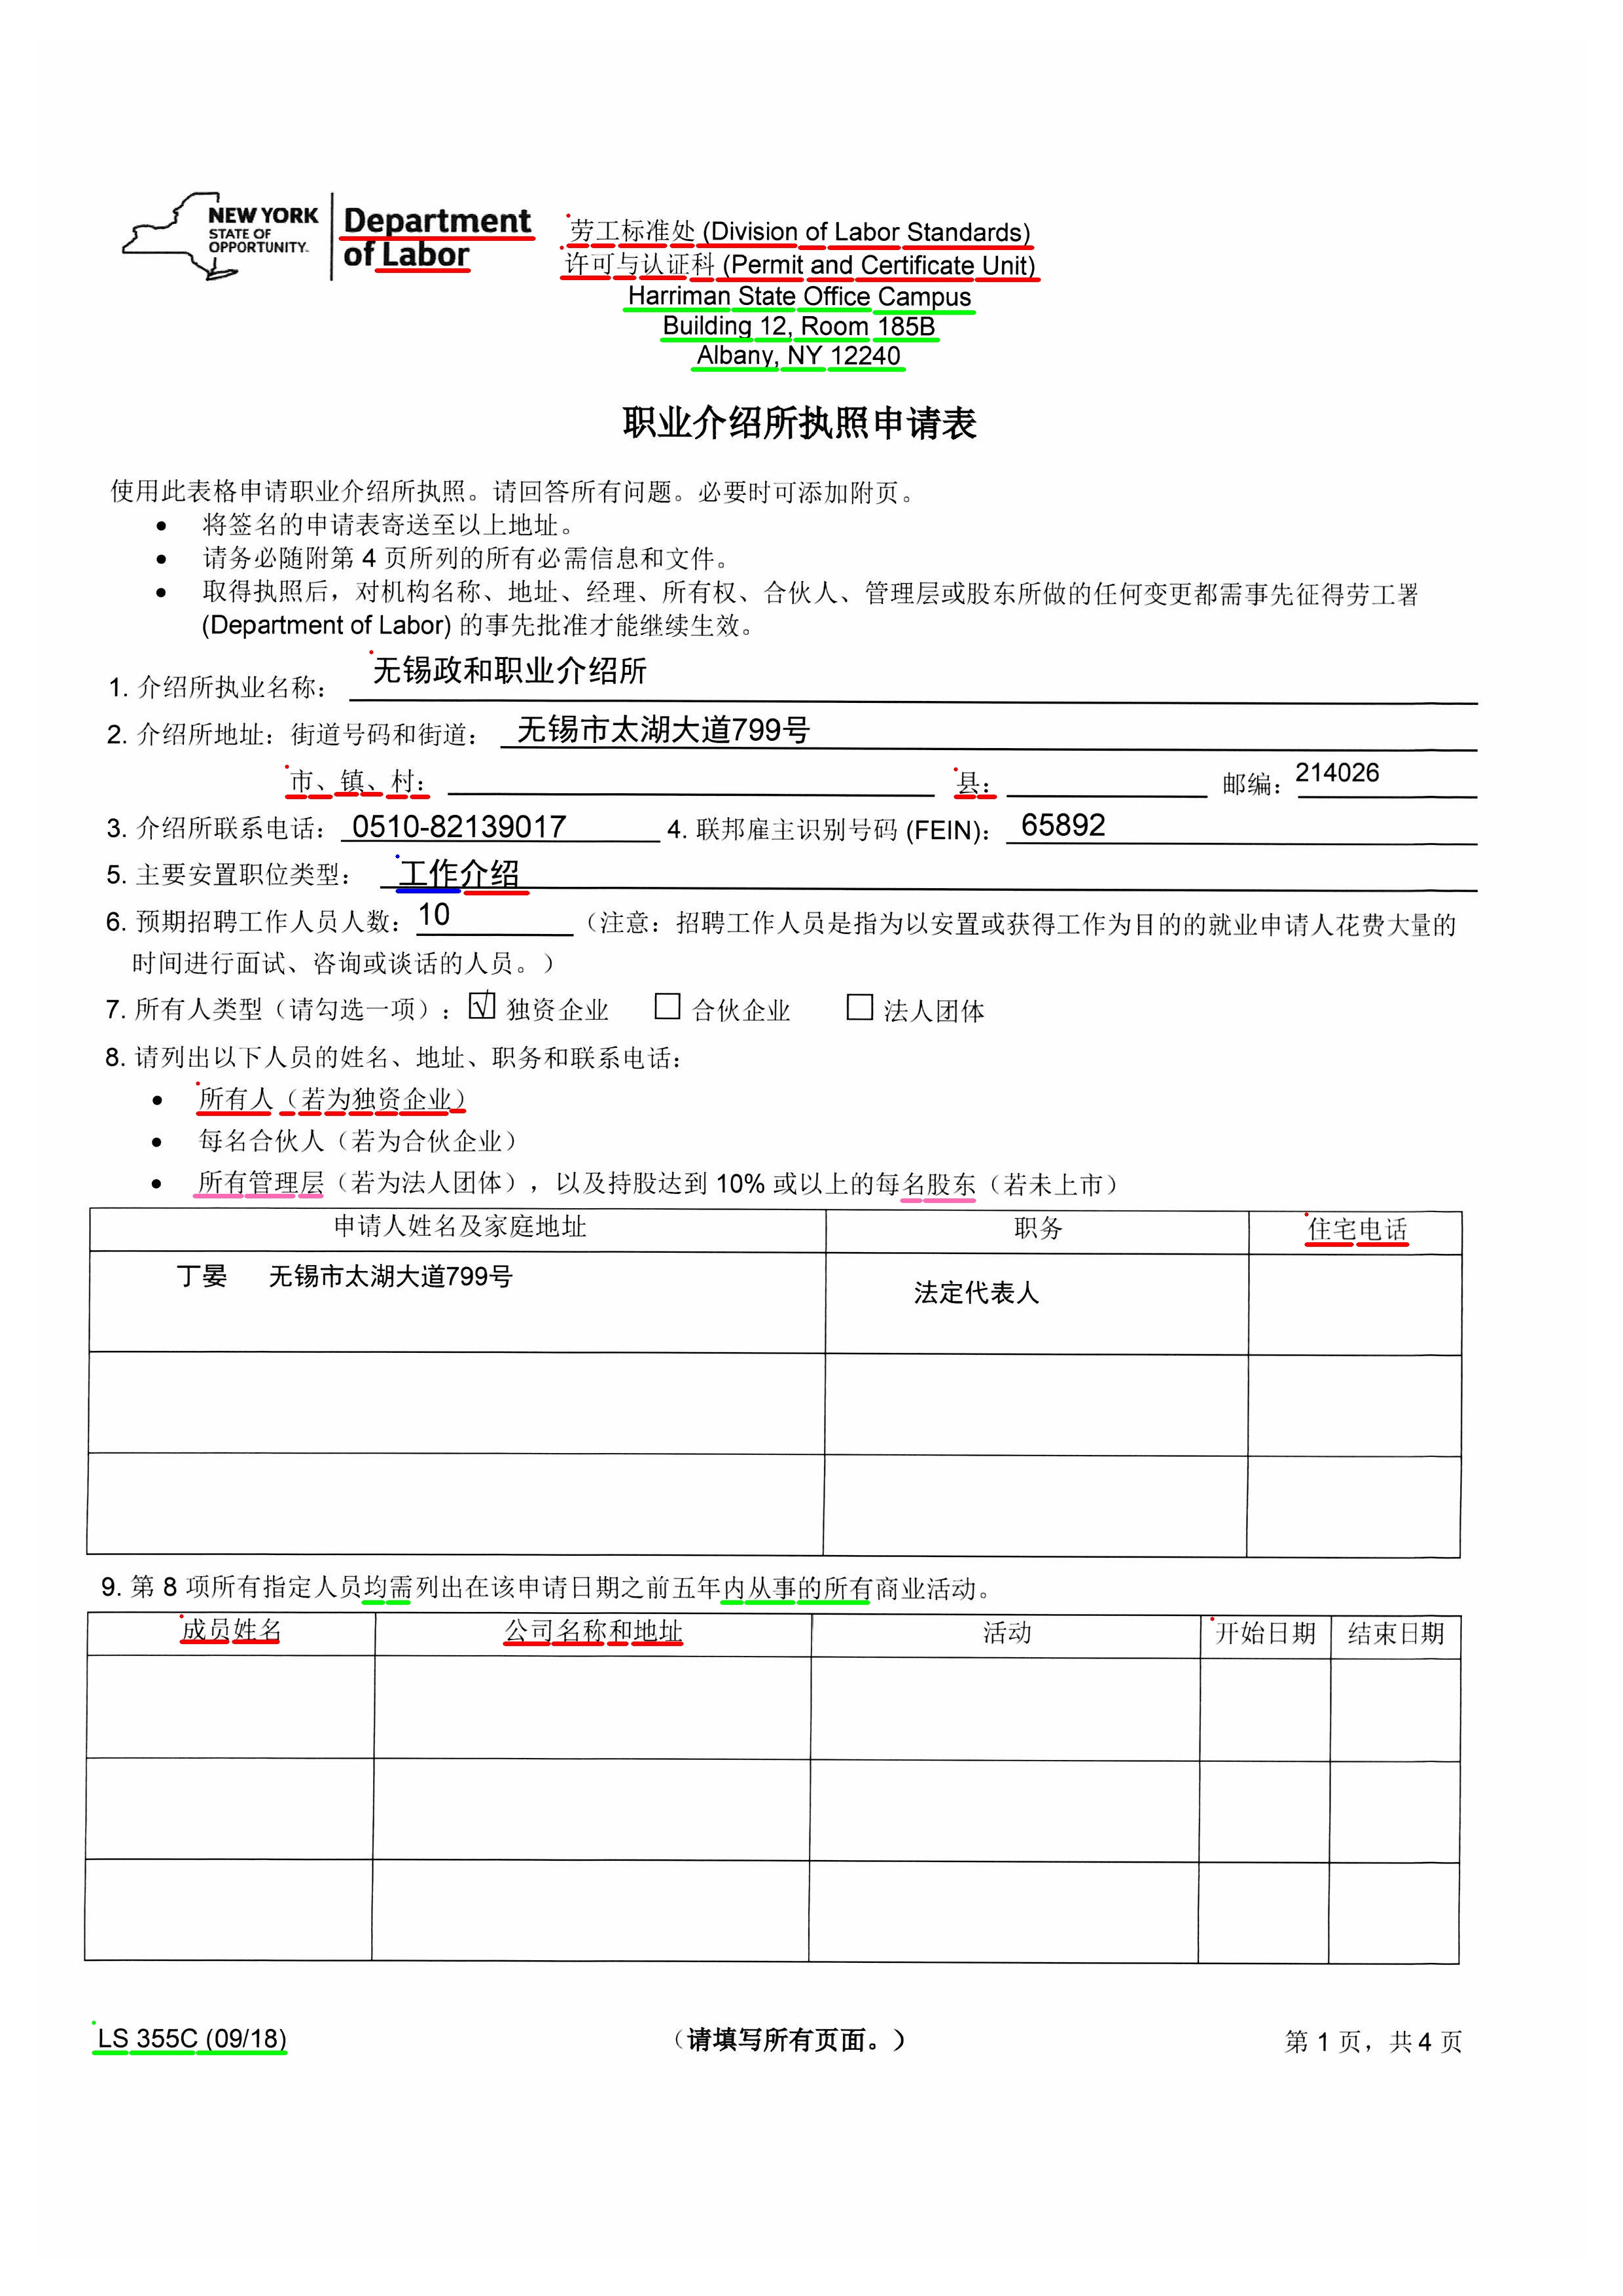 NEW YORK
STATE OF
OPPORTUNITY.
Department
of Labor
劳工标准处 (Division of Labor Standards)
许可与认证科 (Permit and Certificate Unit)
Harriman State Office Campus
Building 12, Room 185B
Albany, NY 12240
职业介绍所执照申请表
使用此表格申请职业介绍所执照。请回答所有问题。必要时可添加附页。
• 将签名的申请表寄送至以上地址。
• 请务必随附第 4 页所列的所有必需信息和文件。
• 取得执照后，对机构名称、地址、经理、所有权、合伙人、管理层或股东所做的任何变更都需事先征得劳工署
(Department of Labor) 的事先批准才能继续生效。
1. 介绍所执业名称： 无锡政和职业介绍所
2. 介绍所地址：街道号码和街道： 无锡市太湖大道799号
市、镇、村： 县： 邮编：214026
3. 介绍所联系电话： 0510-82139017 4. 联邦雇主识别号码 (FEIN)： 65892
5. 主要安置职位类型： 工作介绍
6. 预期招聘工作人员人数：10 （注意：招聘工作人员是指为以安置或获得工作为目的的就业申请人花费大量的
时间进行面试、咨询或谈话的人员。）
7. 所有人类型（请勾选一项）：☑ 独资企业 ☐ 合伙企业 ☐ 法人团体
8. 请列出以下人员的姓名、地址、职务和联系电话：
• 所有人（若为独资企业）
• 每名合伙人（若为合伙企业）
• 所有管理层（若为法人团体），以及持股达到 10% 或以上的每名股东（若未上市）
申请人姓名及家庭地址 职务 住宅电话
丁晏 无锡市太湖大道799号 法定代表人
9. 第 8 项所有指定人员均需列出在该申请日期之前五年内从事的所有商业活动。
成员姓名 公司名称和地址 活动 开始日期 结束日期
LS 355C (09/18) （请填写所有页面。） 第 1 页，共 4 页